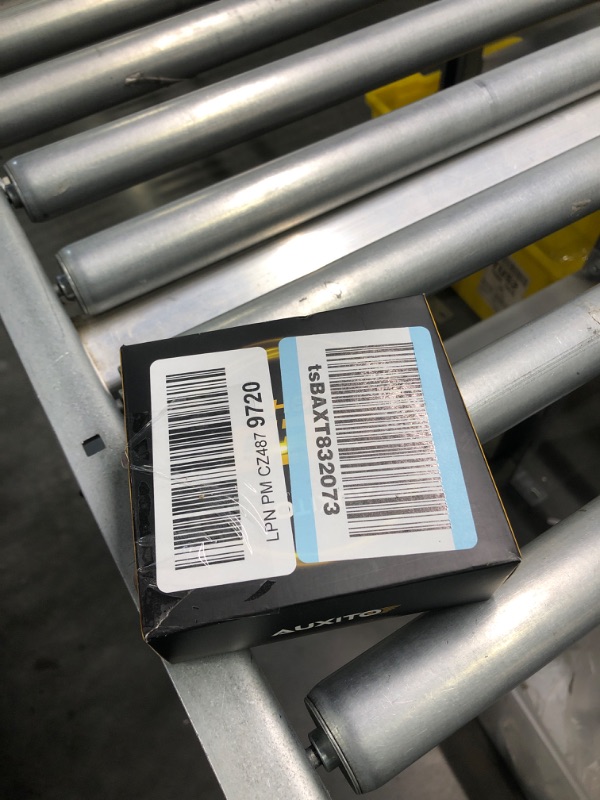 LPN PM CZ487 9720
tsBAXT832073
AUXITO